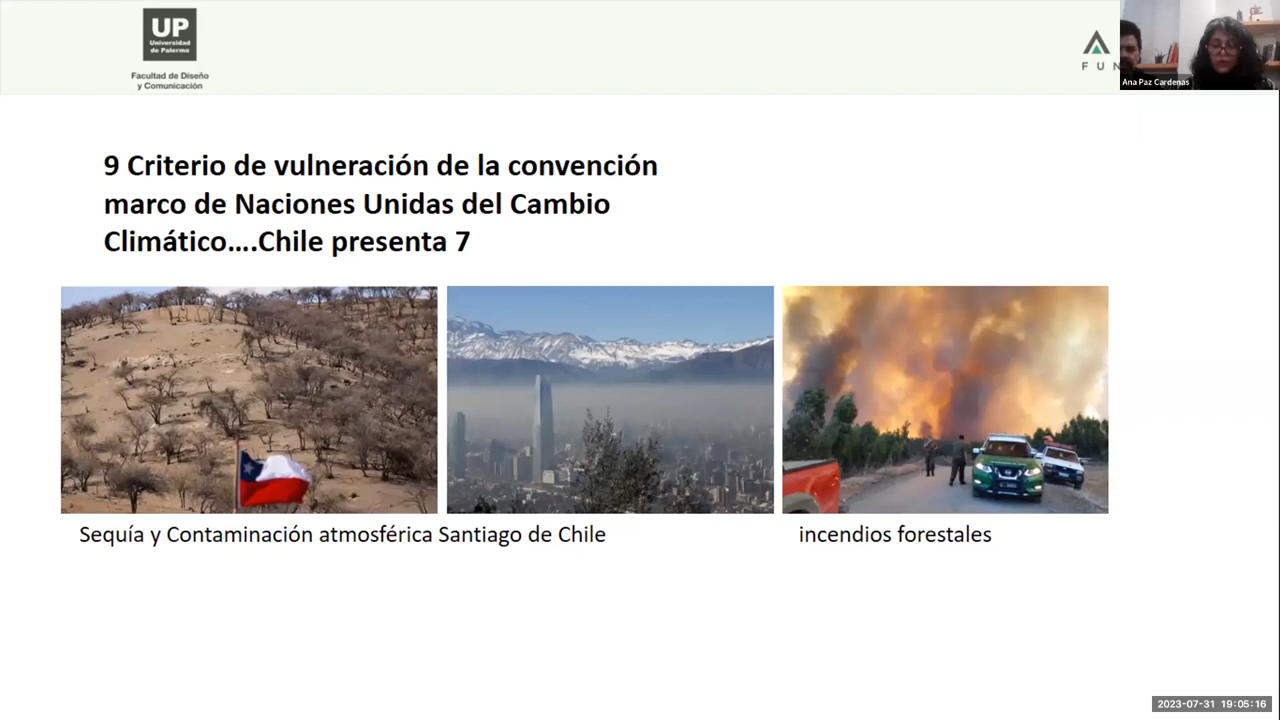 UP
Universidad
de Palermo
Facultad de Diseño
y Comunicación
F U N
Ana Paz Cardenas
9 Criterio de vulneración de la convención
marco de Naciones Unidas del Cambio
Climático….Chile presenta 7
Sequía y Contaminación atmosférica Santiago de Chile
incendios forestales
2023-07-31 19:05:16